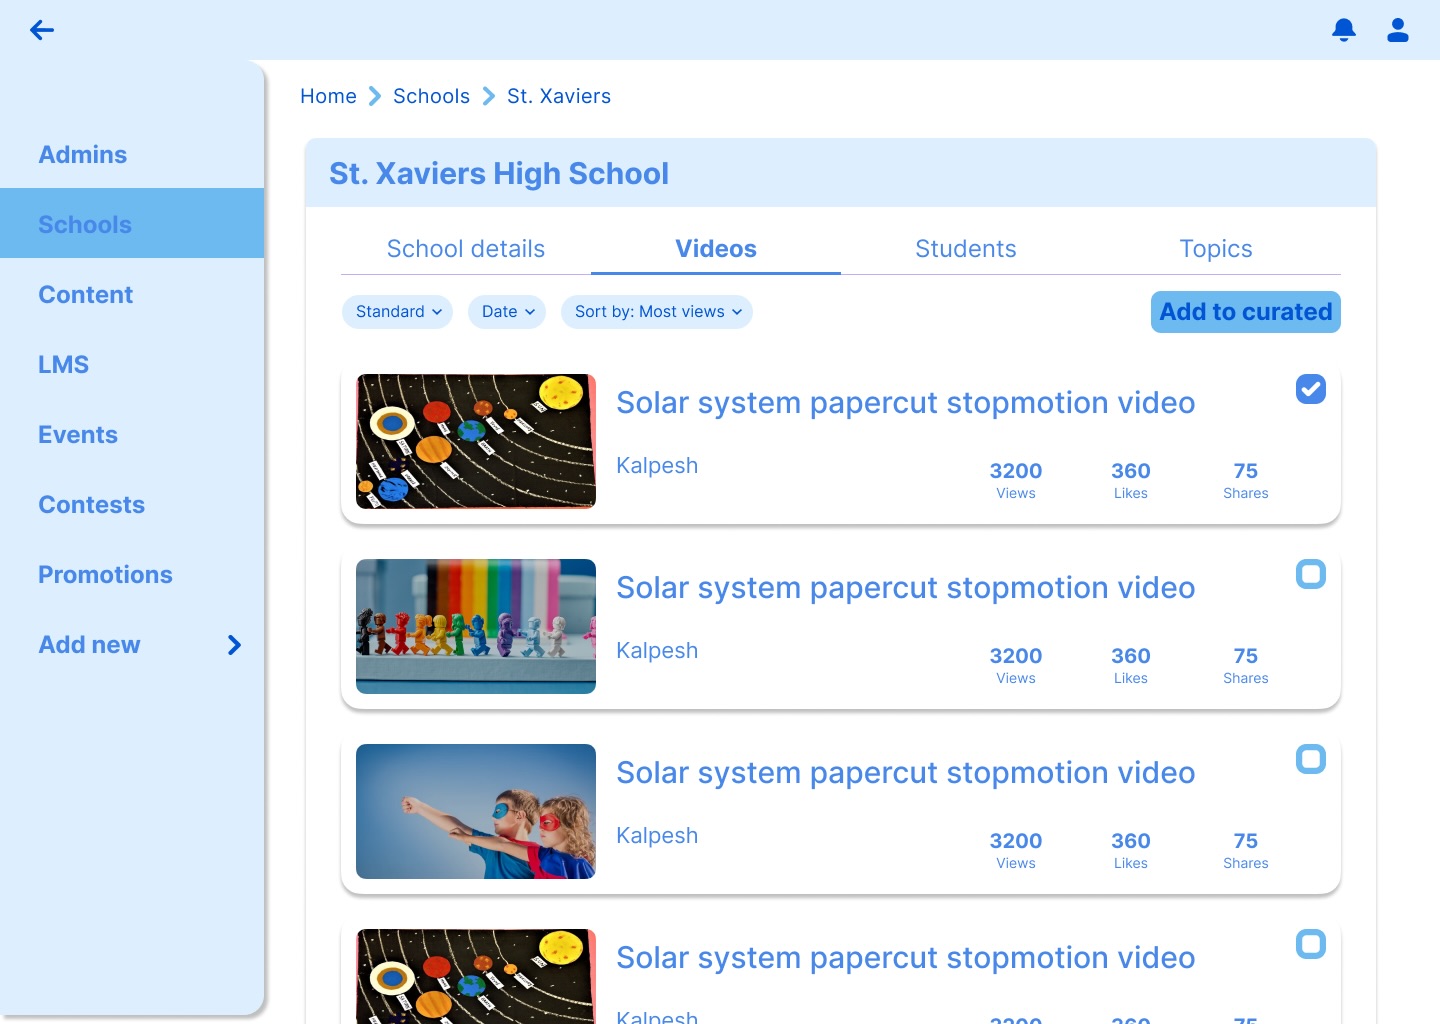 Home
Schools
St. Xaviers
Admins
Schools
Content
LMS
Events
Contests
Promotions
Add new
St. Xaviers High School
School details
Videos
Students
Topics
Standard
Date
Sort by: Most views
Add to curated
Solar system papercut stopmotion video
Kalpesh
3200
Views
360
Likes
75
Shares
Solar system papercut stopmotion video
Kalpesh
3200
Views
360
Likes
75
Shares
Solar system papercut stopmotion video
Kalpesh
3200
Views
360
Likes
75
Shares
Solar system papercut stopmotion video
Kalpesh
3200
360
75